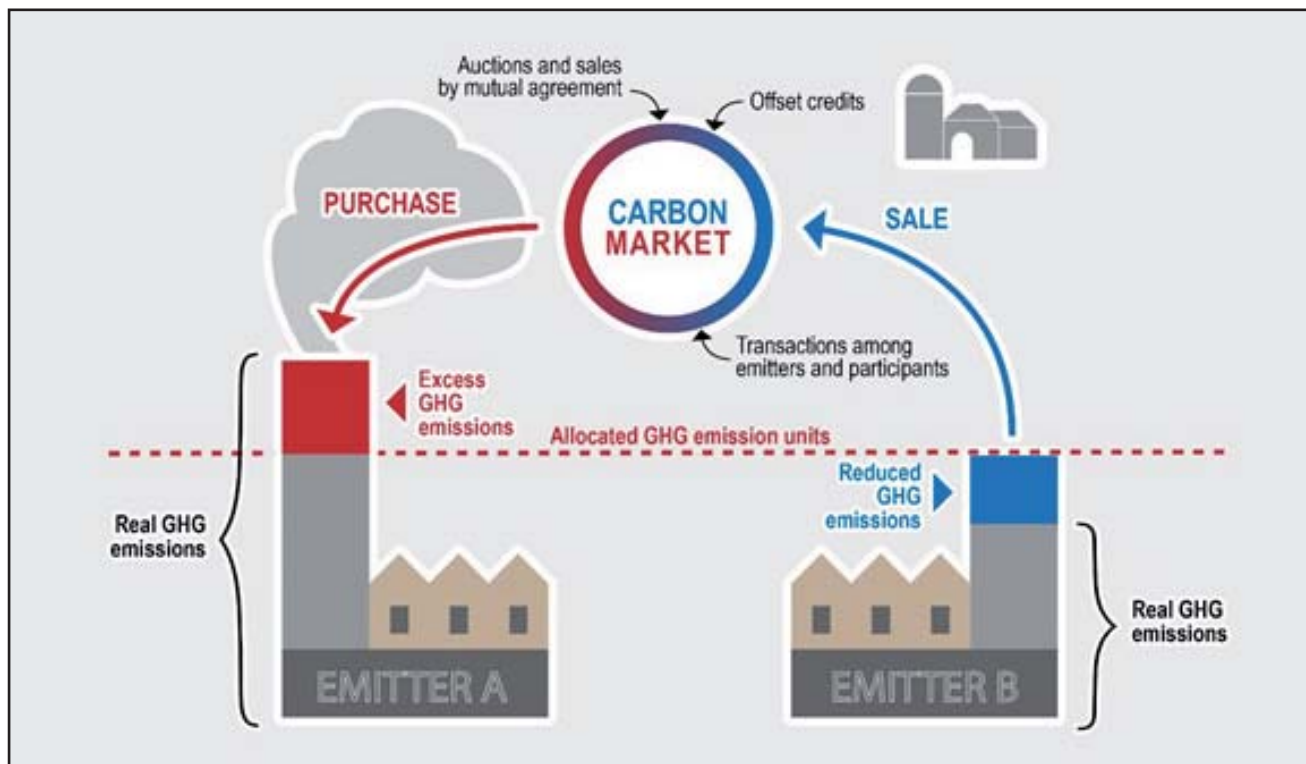 Auctions and sales
by mutual agreement
Offset credits
PURCHASE
CARBON
MARKET
SALE
Transactions among
emitters and participants
Excess
GHG
emissions
Allocated GHG emission units
Reduced
GHG
emissions
Real GHG
emissions
Real GHG
emissions
EMITTER A
EMITTER B